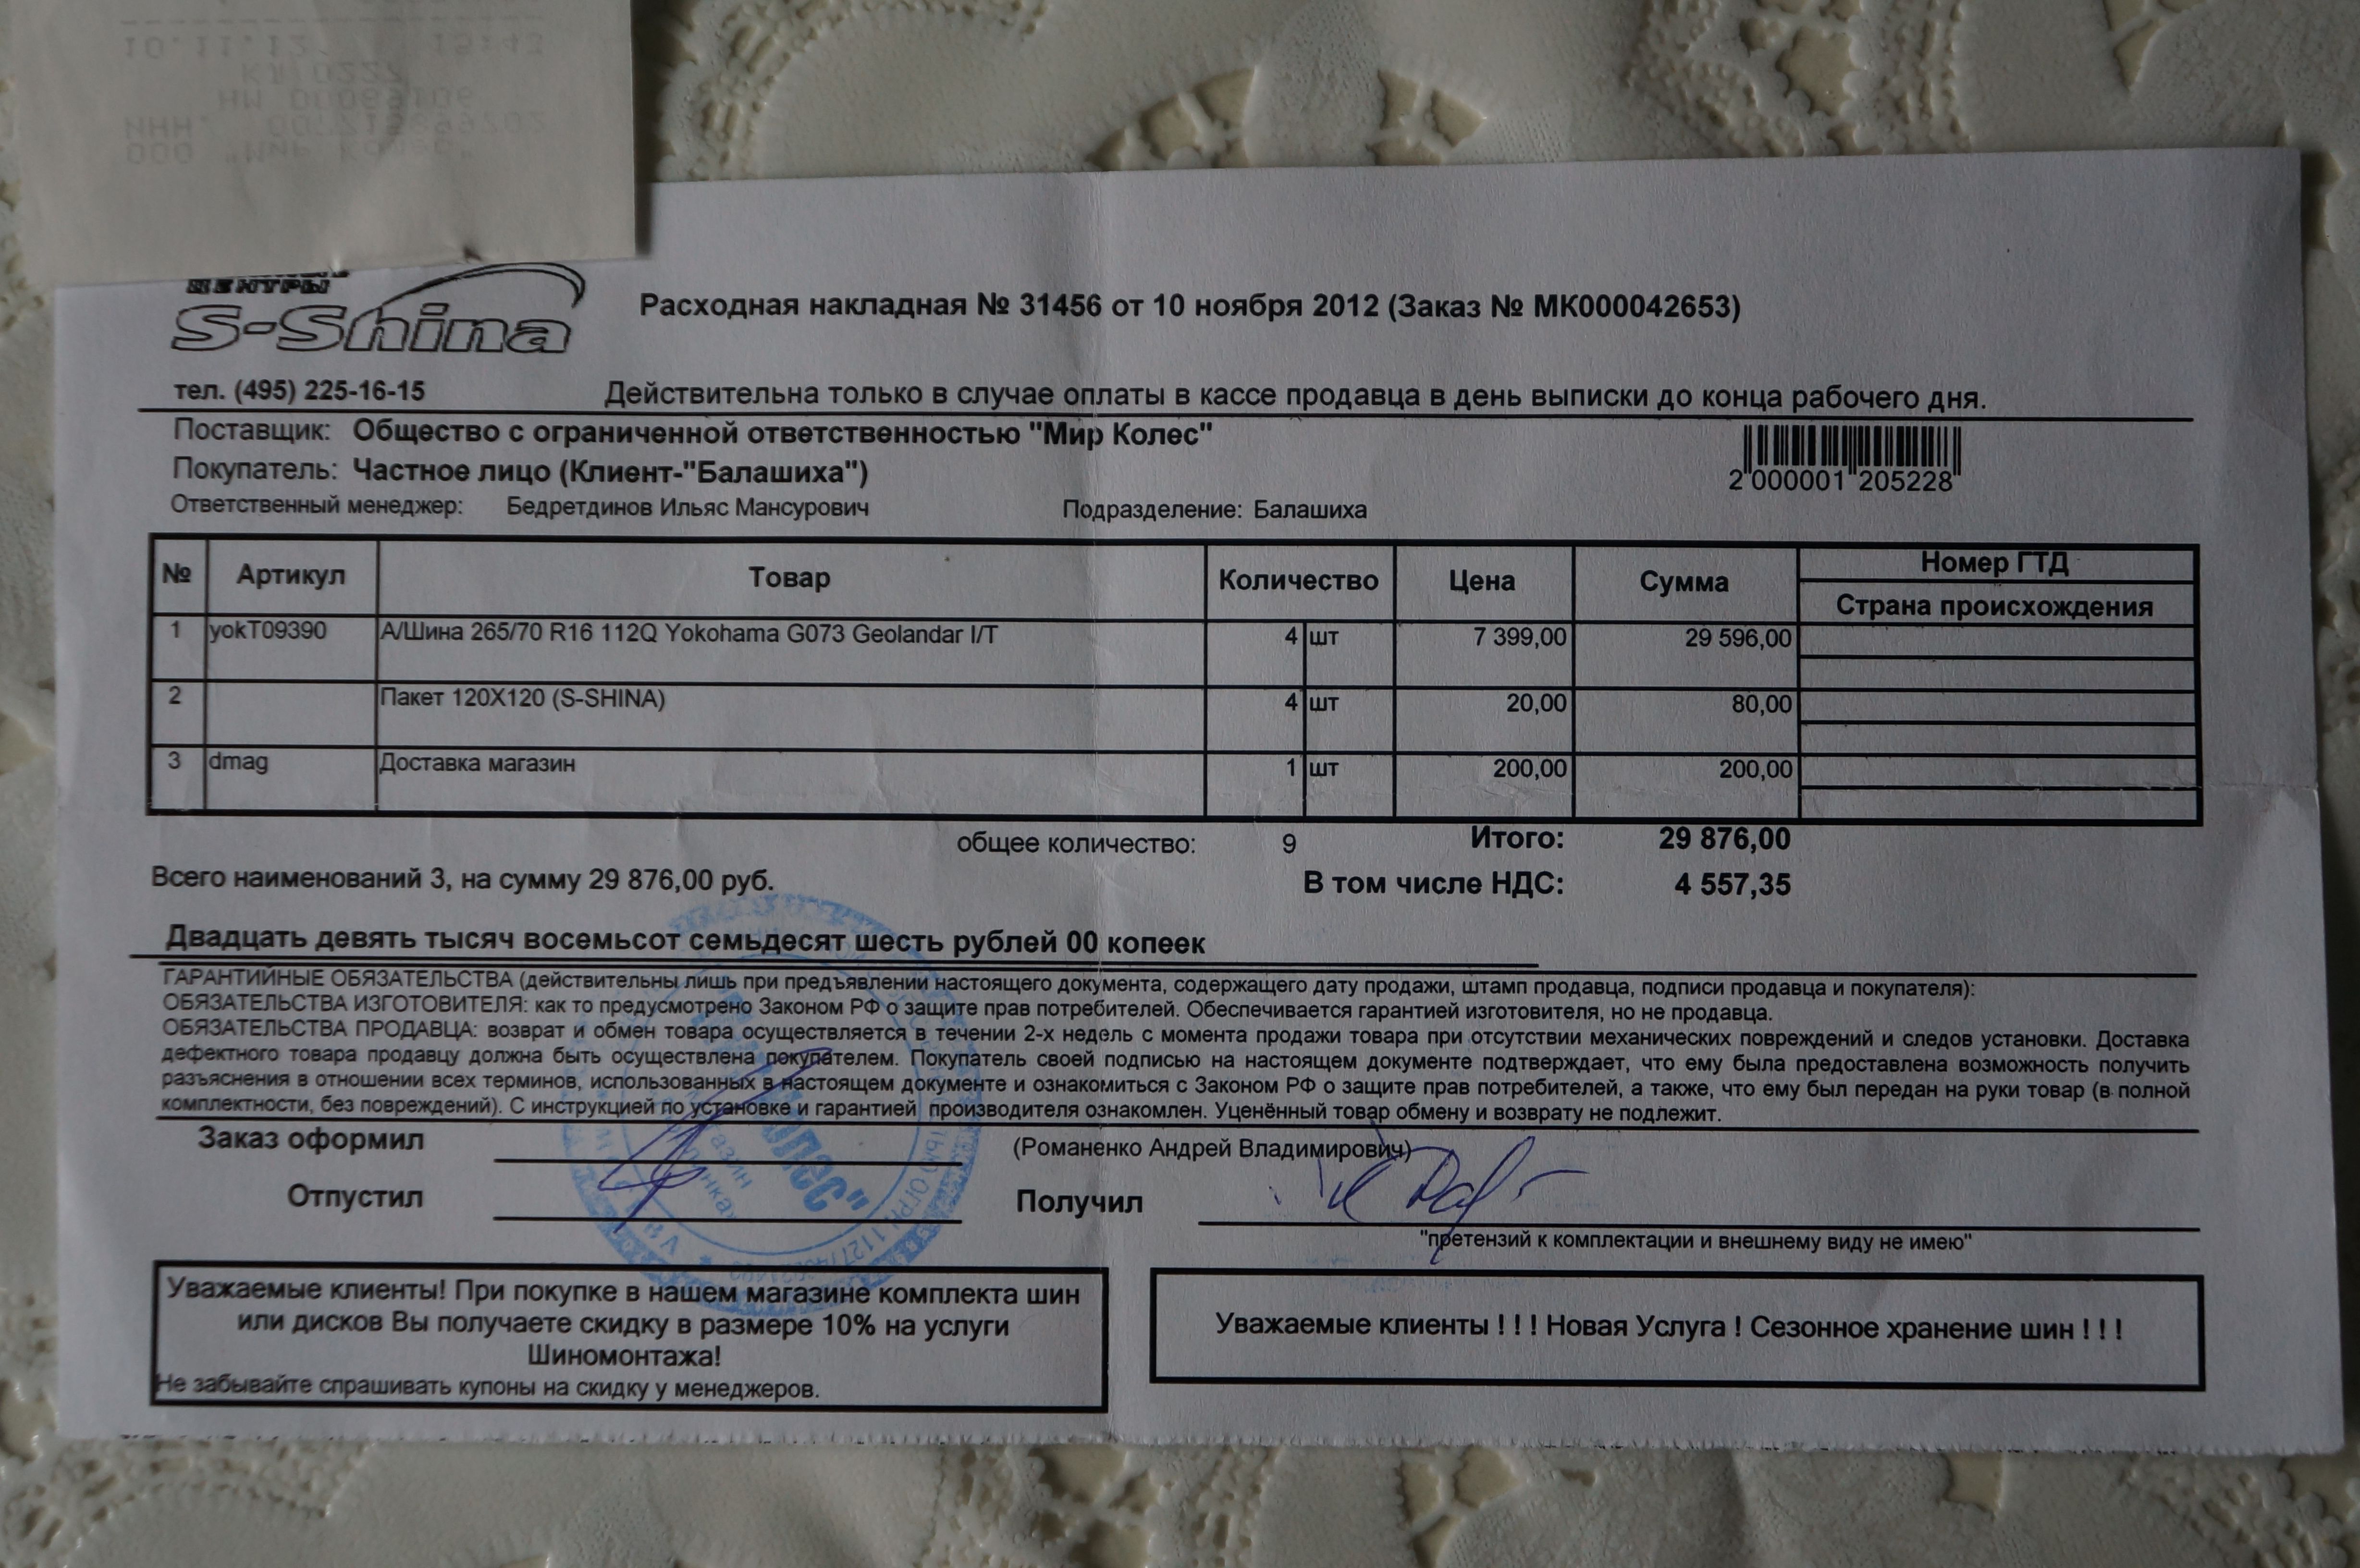 10.11.12 15:43
КЛ 0227
ООО "Мир Колес"
ЦЕНТРЫ
S-Shina
Расходная накладная № 31456 от 10 ноября 2012 (Заказ № МК000042653)
тел. (495) 225-16-15 Действительна только в случае оплаты в кассе продавца в день выписки до конца рабочего дня.
Поставщик: Общество с ограниченной ответственностью "Мир Колес"
Покупатель: Частное лицо (Клиент-"Балашиха")
2 000001 205228
Ответственный менеджер: Бедретдинов Ильяс Мансурович Подразделение: Балашиха
№ Артикул Товар Количество Цена Сумма Номер ГТД
Страна происхождения
1 yokT09390 А/Шина 265/70 R16 112Q Yokohama G073 Geolandar I/T 4 шт 7 399,00 29 596,00
2 Пакет 120X120 (S-SHINA) 4 шт 20,00 80,00
3 dmag Доставка магазин 1 шт 200,00 200,00
общее количество: 9 Итого: 29 876,00
Всего наименований 3, на сумму 29 876,00 руб. В том числе НДС: 4 557,35
Двадцать девять тысяч восемьсот семьдесят шесть рублей 00 копеек
ГАРАНТИЙНЫЕ ОБЯЗАТЕЛЬСТВА (действительны лишь при предъявлении настоящего документа, содержащего дату продажи, штамп продавца, подписи продавца и покупателя):
ОБЯЗАТЕЛЬСТВА ИЗГОТОВИТЕЛЯ: как то предусмотрено Законом РФ о защите прав потребителей. Обеспечивается гарантией изготовителя, но не продавца.
ОБЯЗАТЕЛЬСТВА ПРОДАВЦА: возврат и обмен товара осуществляется в течении 2-х недель с момента продажи товара при отсутствии механических повреждений и следов установки. Доставка
дефектного товара продавцу должна быть осуществлена покупателем. Покупатель своей подписью на настоящем документе подтверждает, что ему была предоставлена возможность получить
разъяснения в отношении всех терминов, использованных в настоящем документе и ознакомиться с Законом РФ о защите прав потребителей, а также, что ему был передан на руки товар (в полной
комплектности, без повреждений). С инструкцией по установке и гарантией производителя ознакомлен. Уценённый товар обмену и возврату не подлежит.
Заказ оформил (Романенко Андрей Владимирович)
Отпустил Получил
"претензий к комплектации и внешнему виду не имею"
Уважаемые клиенты! При покупке в нашем магазине комплекта шин
или дисков Вы получаете скидку в размере 10% на услуги
Шиномонтажа!
Не забывайте спрашивать купоны на скидку у менеджеров.
Уважаемые клиенты ! ! ! Новая Услуга ! Сезонное хранение шин ! ! !